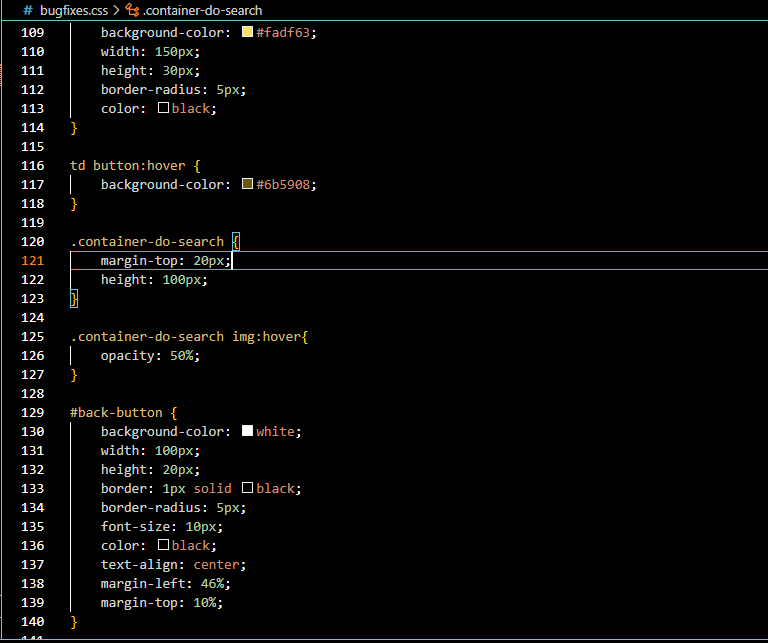 # bugfixes.css > .container-do-search
109 background-color: #fadf63;
110 width: 150px;
111 height: 30px;
112 border-radius: 5px;
113 color: black;
114 }
115
116 td button:hover {
117 background-color: #6b5908;
118 }
119
120 .container-do-search {
121 margin-top: 20px;
122 height: 100px;
123 }
124
125 .container-do-search img:hover{
126 opacity: 50%;
127 }
128
129 #back-button {
130 background-color: white;
131 width: 100px;
132 height: 20px;
133 border: 1px solid black;
134 border-radius: 5px;
135 font-size: 10px;
136 color: black;
137 text-align: center;
138 margin-left: 46%;
139 margin-top: 10%;
140 }